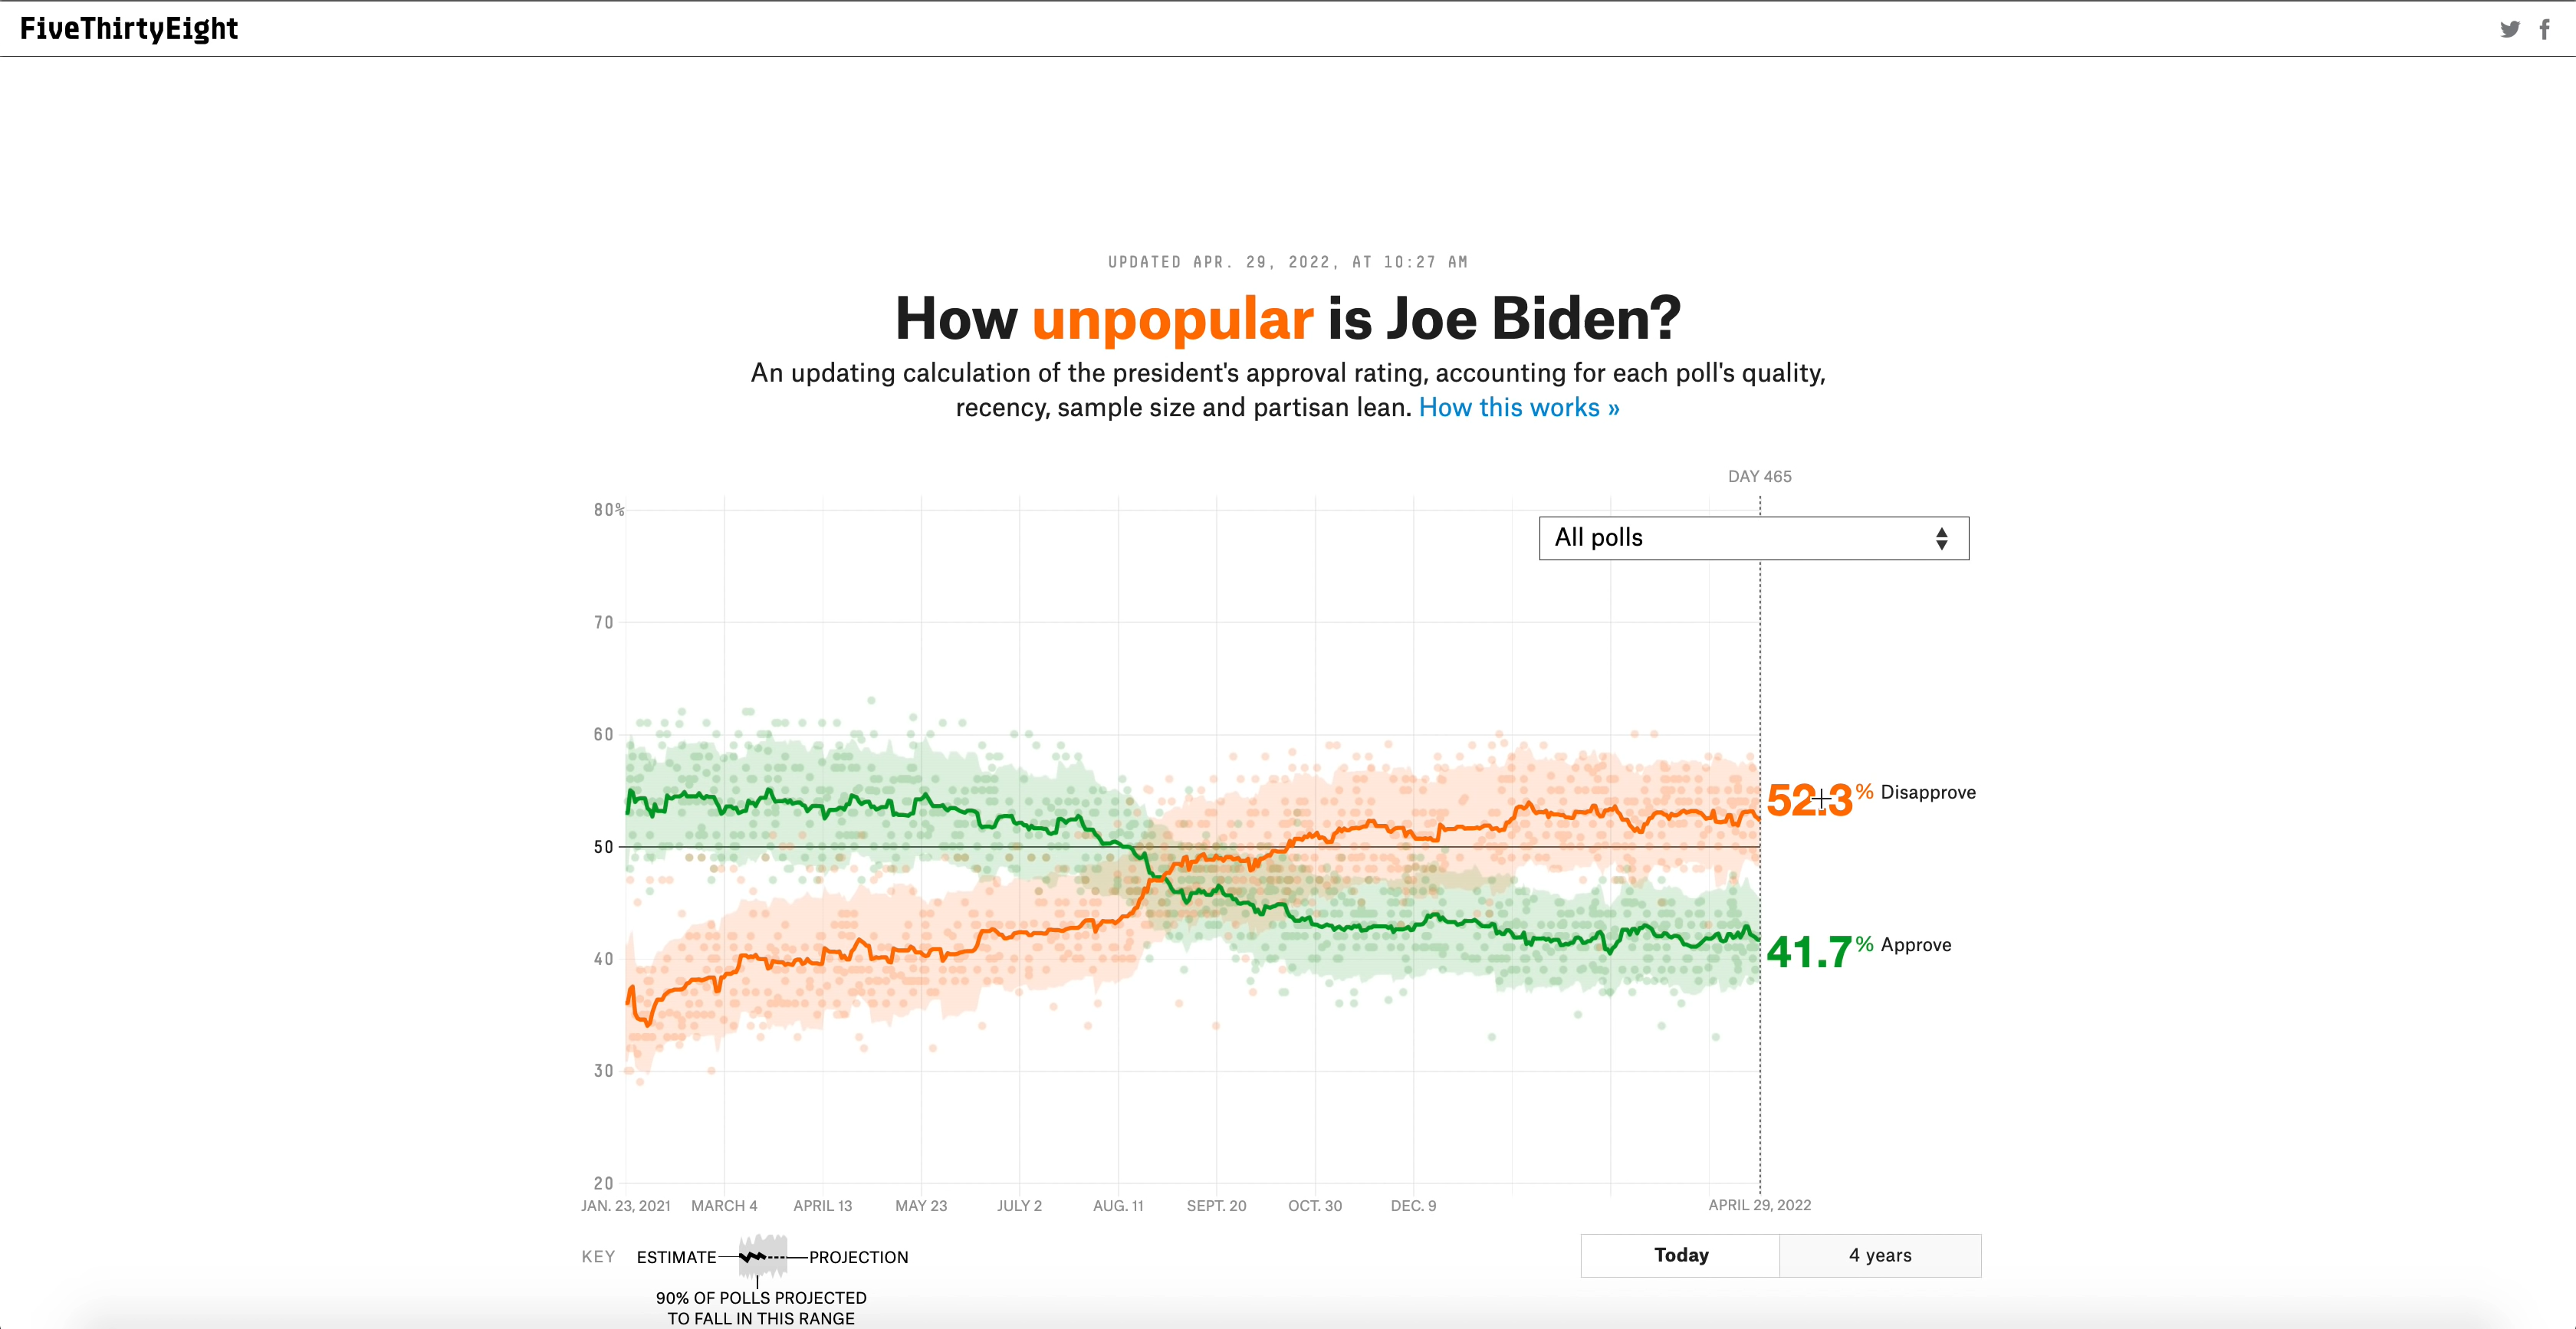 FiveThirtyEight
UPDATED APR. 29, 2022, AT 10:27 AM
How unpopular is Joe Biden?
An updating calculation of the president's approval rating, accounting for each poll's quality,
recency, sample size and partisan lean. How this works »
DAY 465
All polls
80%
70
60
50
40
30
20
52.3% Disapprove
41.7% Approve
JAN. 23, 2021 MARCH 4 APRIL 13 MAY 23 JULY 2 AUG. 11 SEPT. 20 OCT. 30 DEC. 9 APRIL 29, 2022
KEY ESTIMATE PROJECTION
90% OF POLLS PROJECTED
TO FALL IN THIS RANGE
Today 4 years